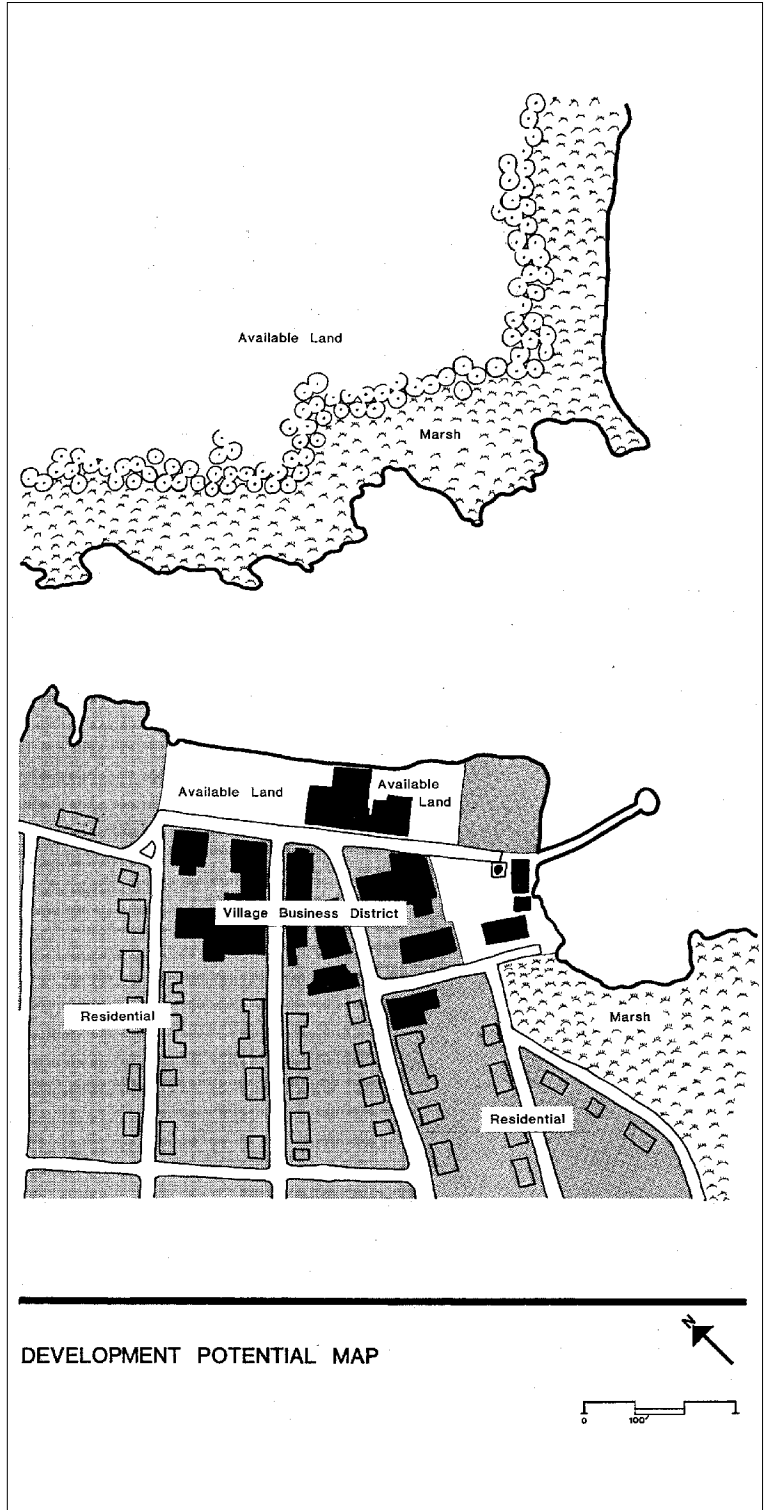 Available Land
Marsh
Available Land
Available
Land
Village Business District
Residential
Marsh
Residential
N
DEVELOPMENT POTENTIAL MAP
0
100'